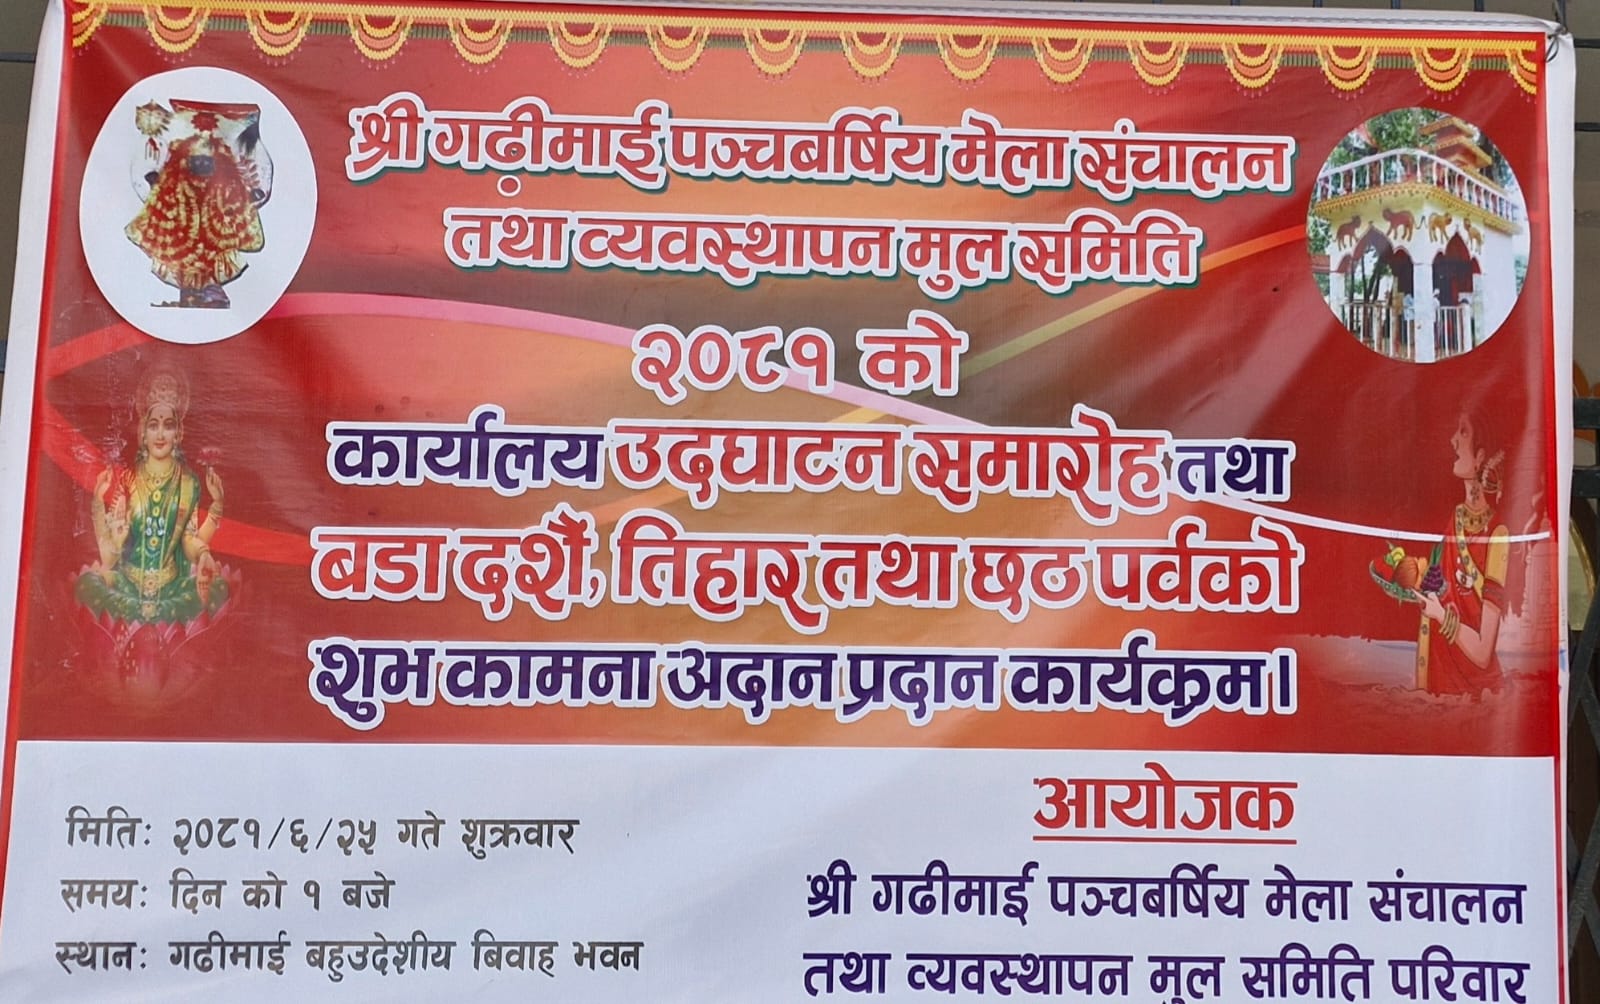 श्री गढीमाई पञ्चबर्षिय मेला संचालन
तथा व्यवस्थापन मुल समिति
२०८१ को
कार्यालय उदघाटन समारोह तथा
बडा दशैं, तिहार तथा छठ पर्वको
शुभ कामना अदान प्रदान कार्यक्रम।
मितिः २०८१/६/२५ गते शुक्रवार
समयः दिन को १ बजे
स्थानः गढीमाई बहुउदेशीय बिवाह भवन
आयोजक
श्री गढीमाई पञ्चबर्षिय मेला संचालन
तथा व्यवस्थापन मुल समिति परिवार